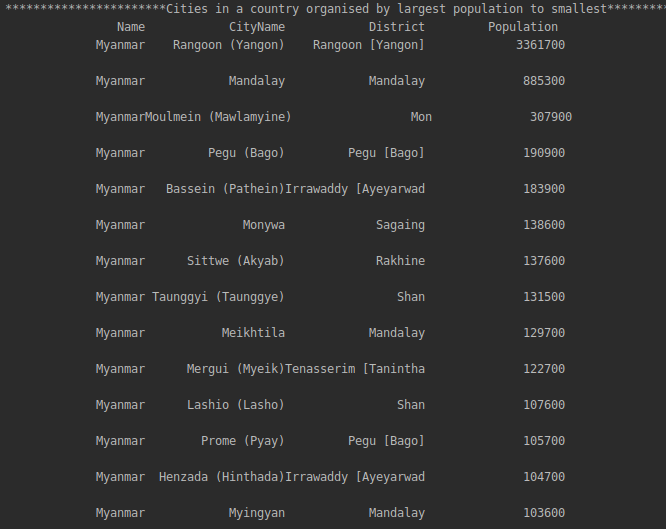 ***********************Cities in a country organised by largest population to smallest*********
Name CityName District Population
Myanmar Rangoon (Yangon) Rangoon [Yangon] 3361700
Myanmar Mandalay Mandalay 885300
MyanmarMoulmein (Mawlamyine) Mon 307900
Myanmar Pegu (Bago) Pegu [Bago] 190900
Myanmar Bassein (Pathein)Irrawaddy [Ayeyarwad 183900
Myanmar Monywa Sagaing 138600
Myanmar Sittwe (Akyab) Rakhine 137600
Myanmar Taunggyi (Taunggye) Shan 131500
Myanmar Meikhtila Mandalay 129700
Myanmar Mergui (Myeik)Tenasserim [Tanintha 122700
Myanmar Lashio (Lasho) Shan 107600
Myanmar Prome (Pyay) Pegu [Bago] 105700
Myanmar Henzada (Hinthada)Irrawaddy [Ayeyarwad 104700
Myanmar Myingyan Mandalay 103600